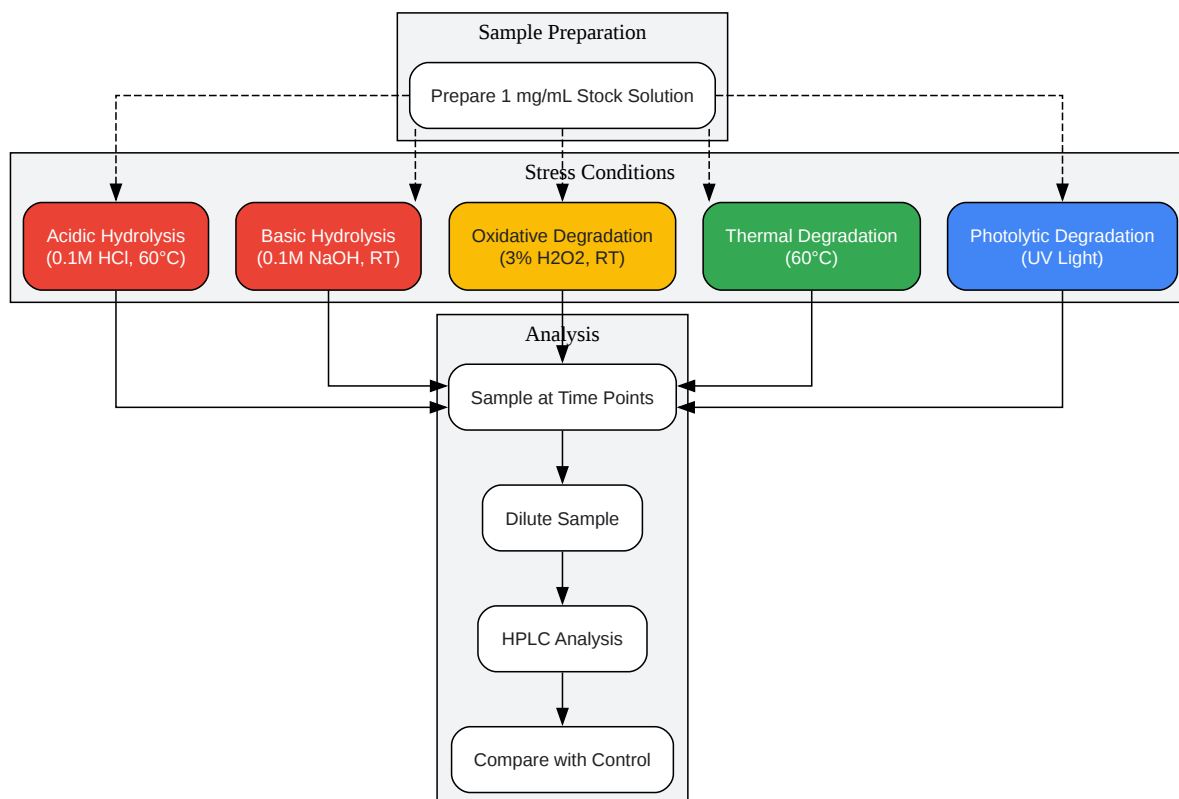 Sample Preparation
Prepare 1 mg/mL Stock Solution
Stress Conditions
Acidic Hydrolysis
(0.1M HCl, 60°C)
Basic Hydrolysis
(0.1M NaOH, RT)
Oxidative Degradation
(3% H2O2, RT)
Thermal Degradation
(60°C)
Photolytic Degradation
(UV Light)
Analysis
Sample at Time Points
Dilute Sample
HPLC Analysis
Compare with Control